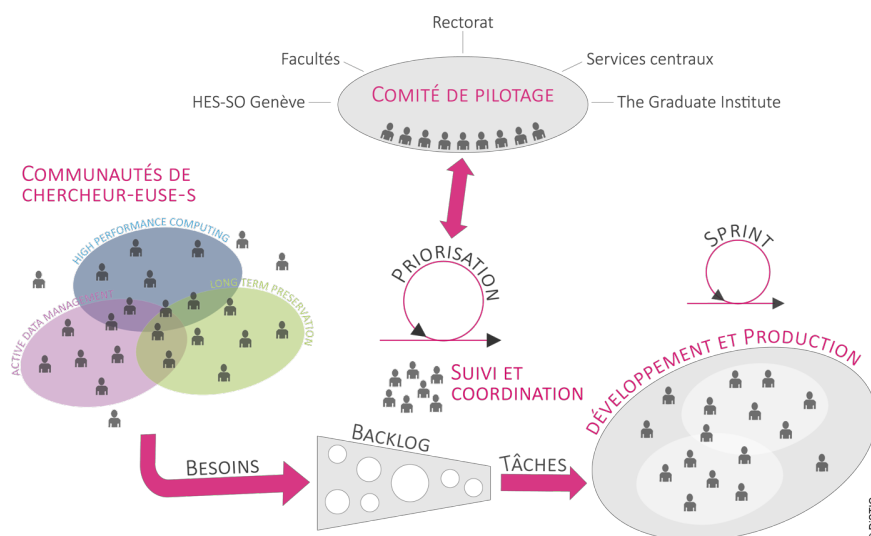 Rectorat
Facultés
Services centraux
HES-SO Genève
COMITÉ DE PILOTAGE
The Graduate Institute
COMMUNAUTÉS DE
CHERCHEUR-EUSE-S
HIGH PERFORMANCE COMPUTING
LONG TERM PRESERVATION
ACTIVE DATA MANAGEMENT
PRIORISATION
SPRINT
SUIVI ET
COORDINATION
DÉVELOPPEMENT ET PRODUCTION
BESOINS
BACKLOG
TÂCHES